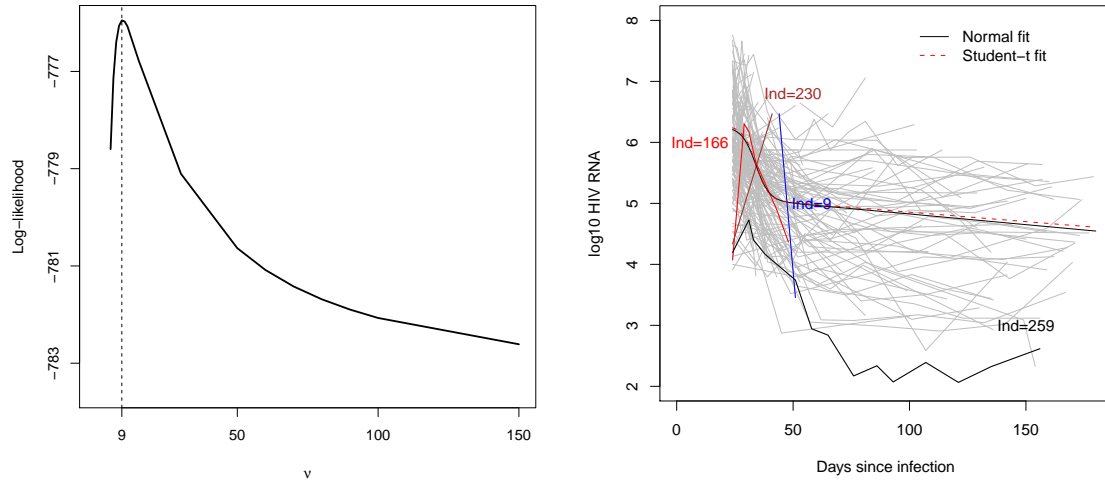 Log−likelihood
−777
−779
−781
−783
9
50
100
150
ν
log10 HIV RNA
8
7
6
5
4
3
2
Normal fit
Student−t fit
Ind=230
Ind=166
Ind=9
Ind=259
0
50
100
150
Days since infection